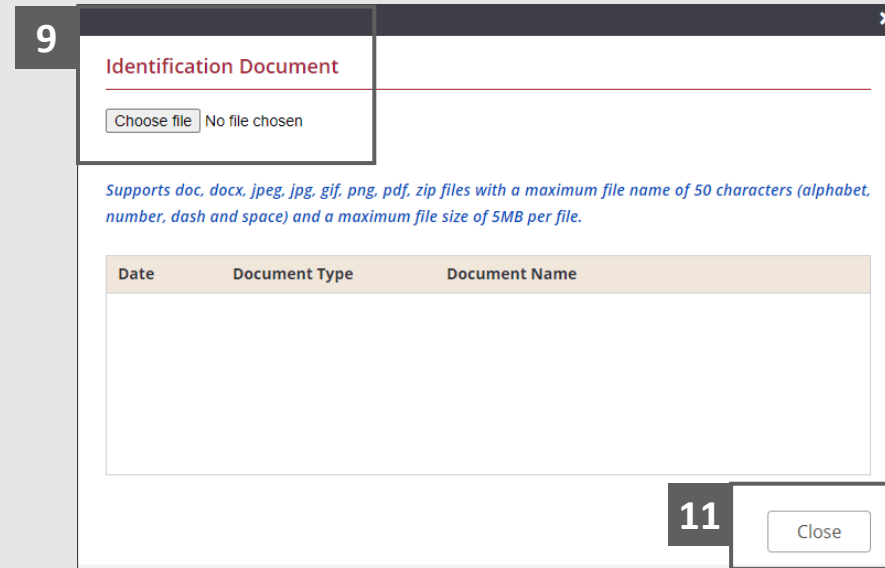 9
Identification Document
Choose file No file chosen
Supports doc, docx, jpeg, jpg, gif, png, pdf, zip files with a maximum file name of 50 characters (alphabet,
number, dash and space) and a maximum file size of 5MB per file.
Date Document Type Document Name
11
Close